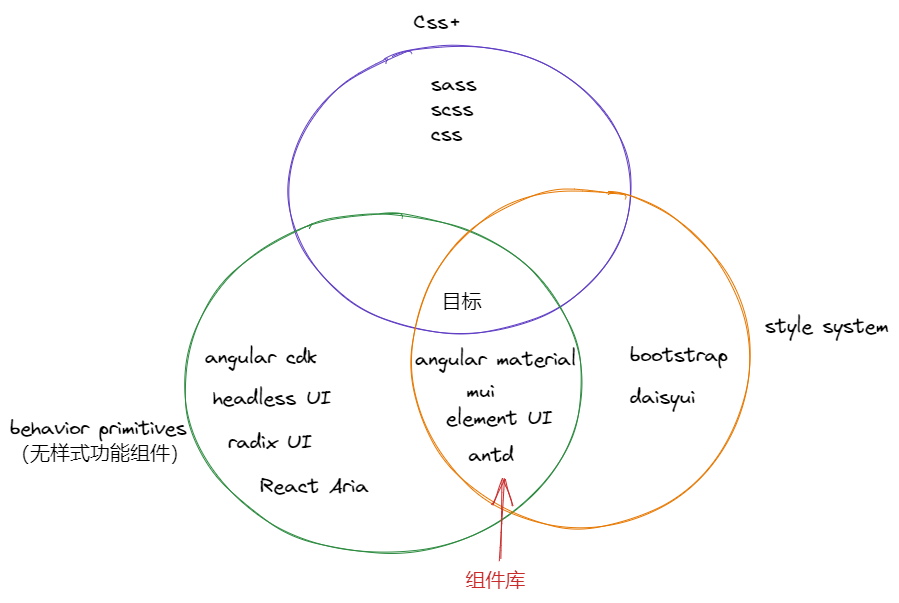 Css+
sass
scss
css
目标
style system
angular cdk
headless UI
radix UI
React Aria
angular material
mui
element UI
antd
bootstrap
daisyui
behavior primitives
（无样式功能组件）
组件库